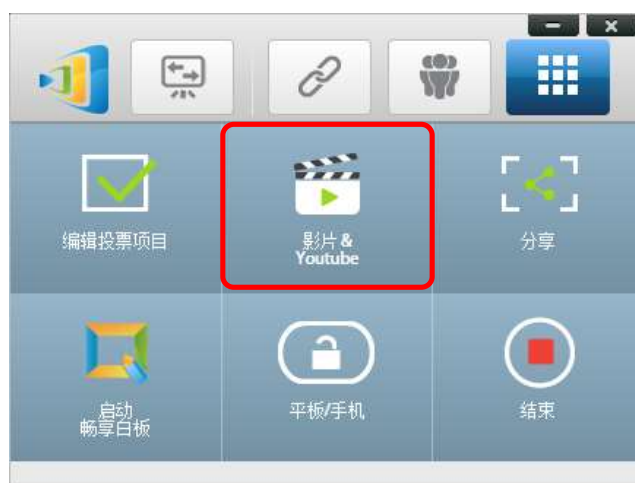 编辑投票项目
影片 &
Youtube
分享
启动
畅享白板
平板/手机
结束